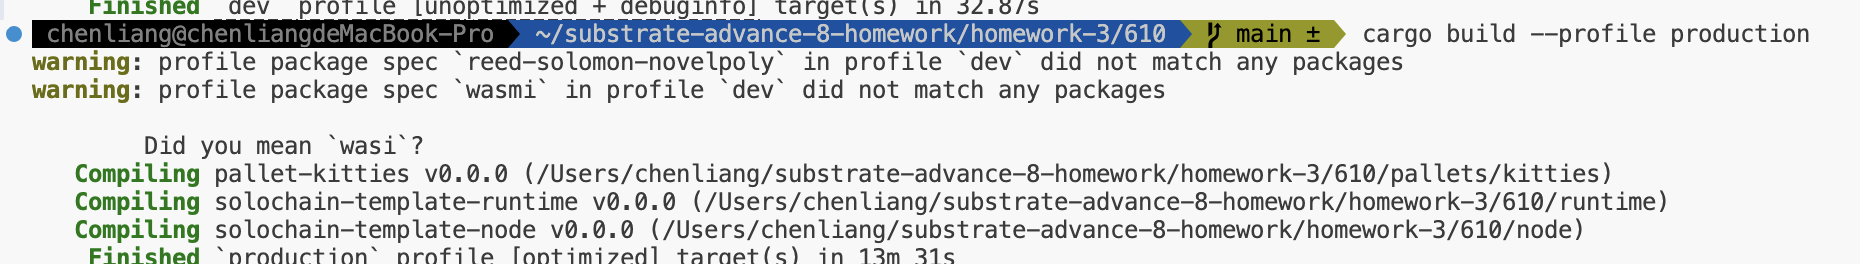 Finished `dev` profile [unoptimized + debuginfo] target(s) in 32.87s
chenliang@chenliangdeMacBook-Pro ~/substrate-advance-8-homework/homework-3/610 main ± cargo build --profile production
warning: profile package spec `reed-solomon-novelpoly` in profile `dev` did not match any packages
warning: profile package spec `wasmi` in profile `dev` did not match any packages
Did you mean `wasi`?
Compiling pallet-kitties v0.0.0 (/Users/chenliang/substrate-advance-8-homework/homework-3/610/pallets/kitties)
Compiling solochain-template-runtime v0.0.0 (/Users/chenliang/substrate-advance-8-homework/homework-3/610/runtime)
Compiling solochain-template-node v0.0.0 (/Users/chenliang/substrate-advance-8-homework/homework-3/610/node)
Finished `production` profile [optimized] target(s) in 13m 31s